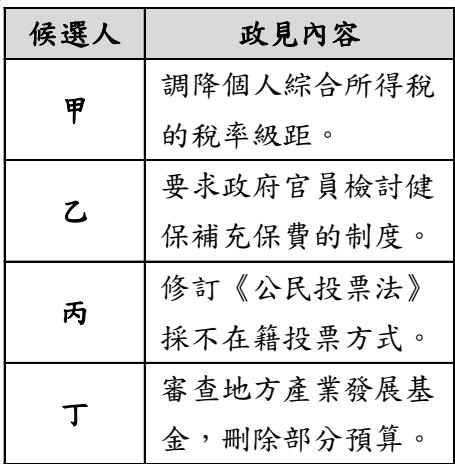 候選人 政見內容
甲 調降個人綜合所得稅
的稅率級距。
乙 要求政府官員檢討健
保補充保費的制度。
丙 修訂《公民投票法》
採不在籍投票方式。
丁 審查地方產業發展基
金，刪除部分預算。